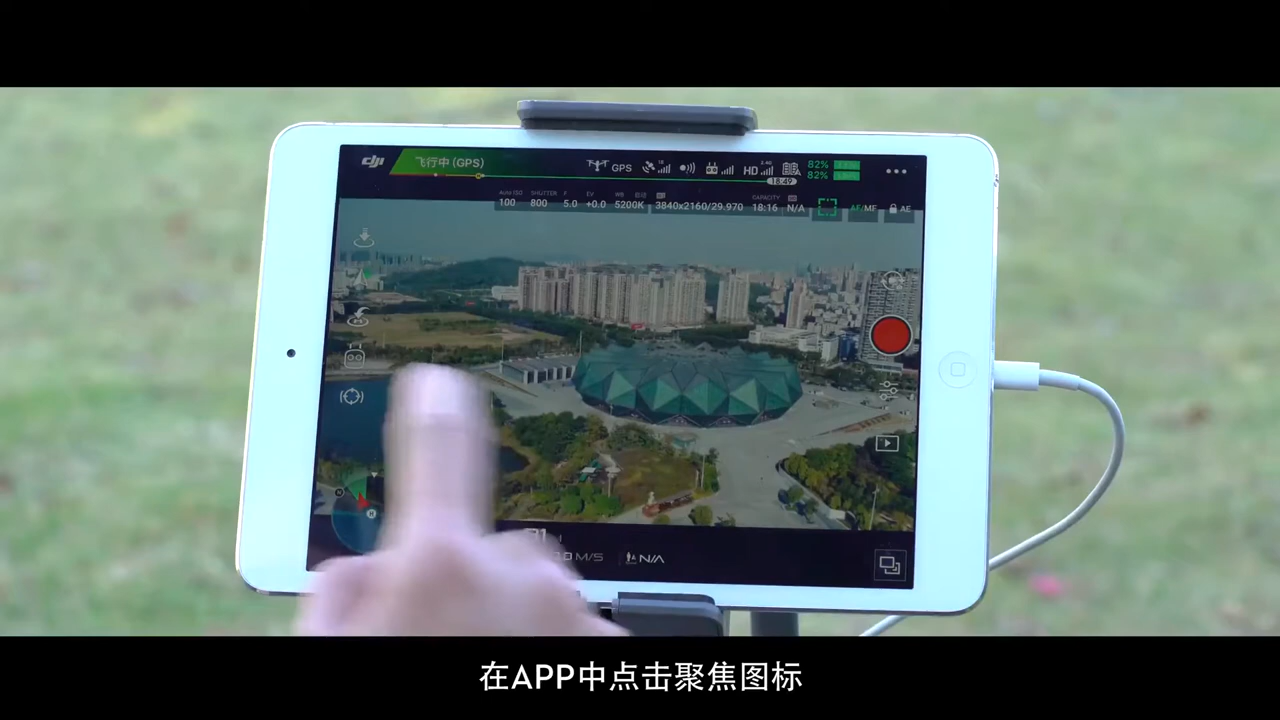 dji 飞行中 (GPS) GPS HD 82%
82%
18:49
AUTO ISO SHUTTER F EV WB CAPACITY
100 800 5.0 +0.0 5200K 3840x2160/29.970 18:16 N/A AF/MF AE
M/S N/A
在APP中点击聚焦图标